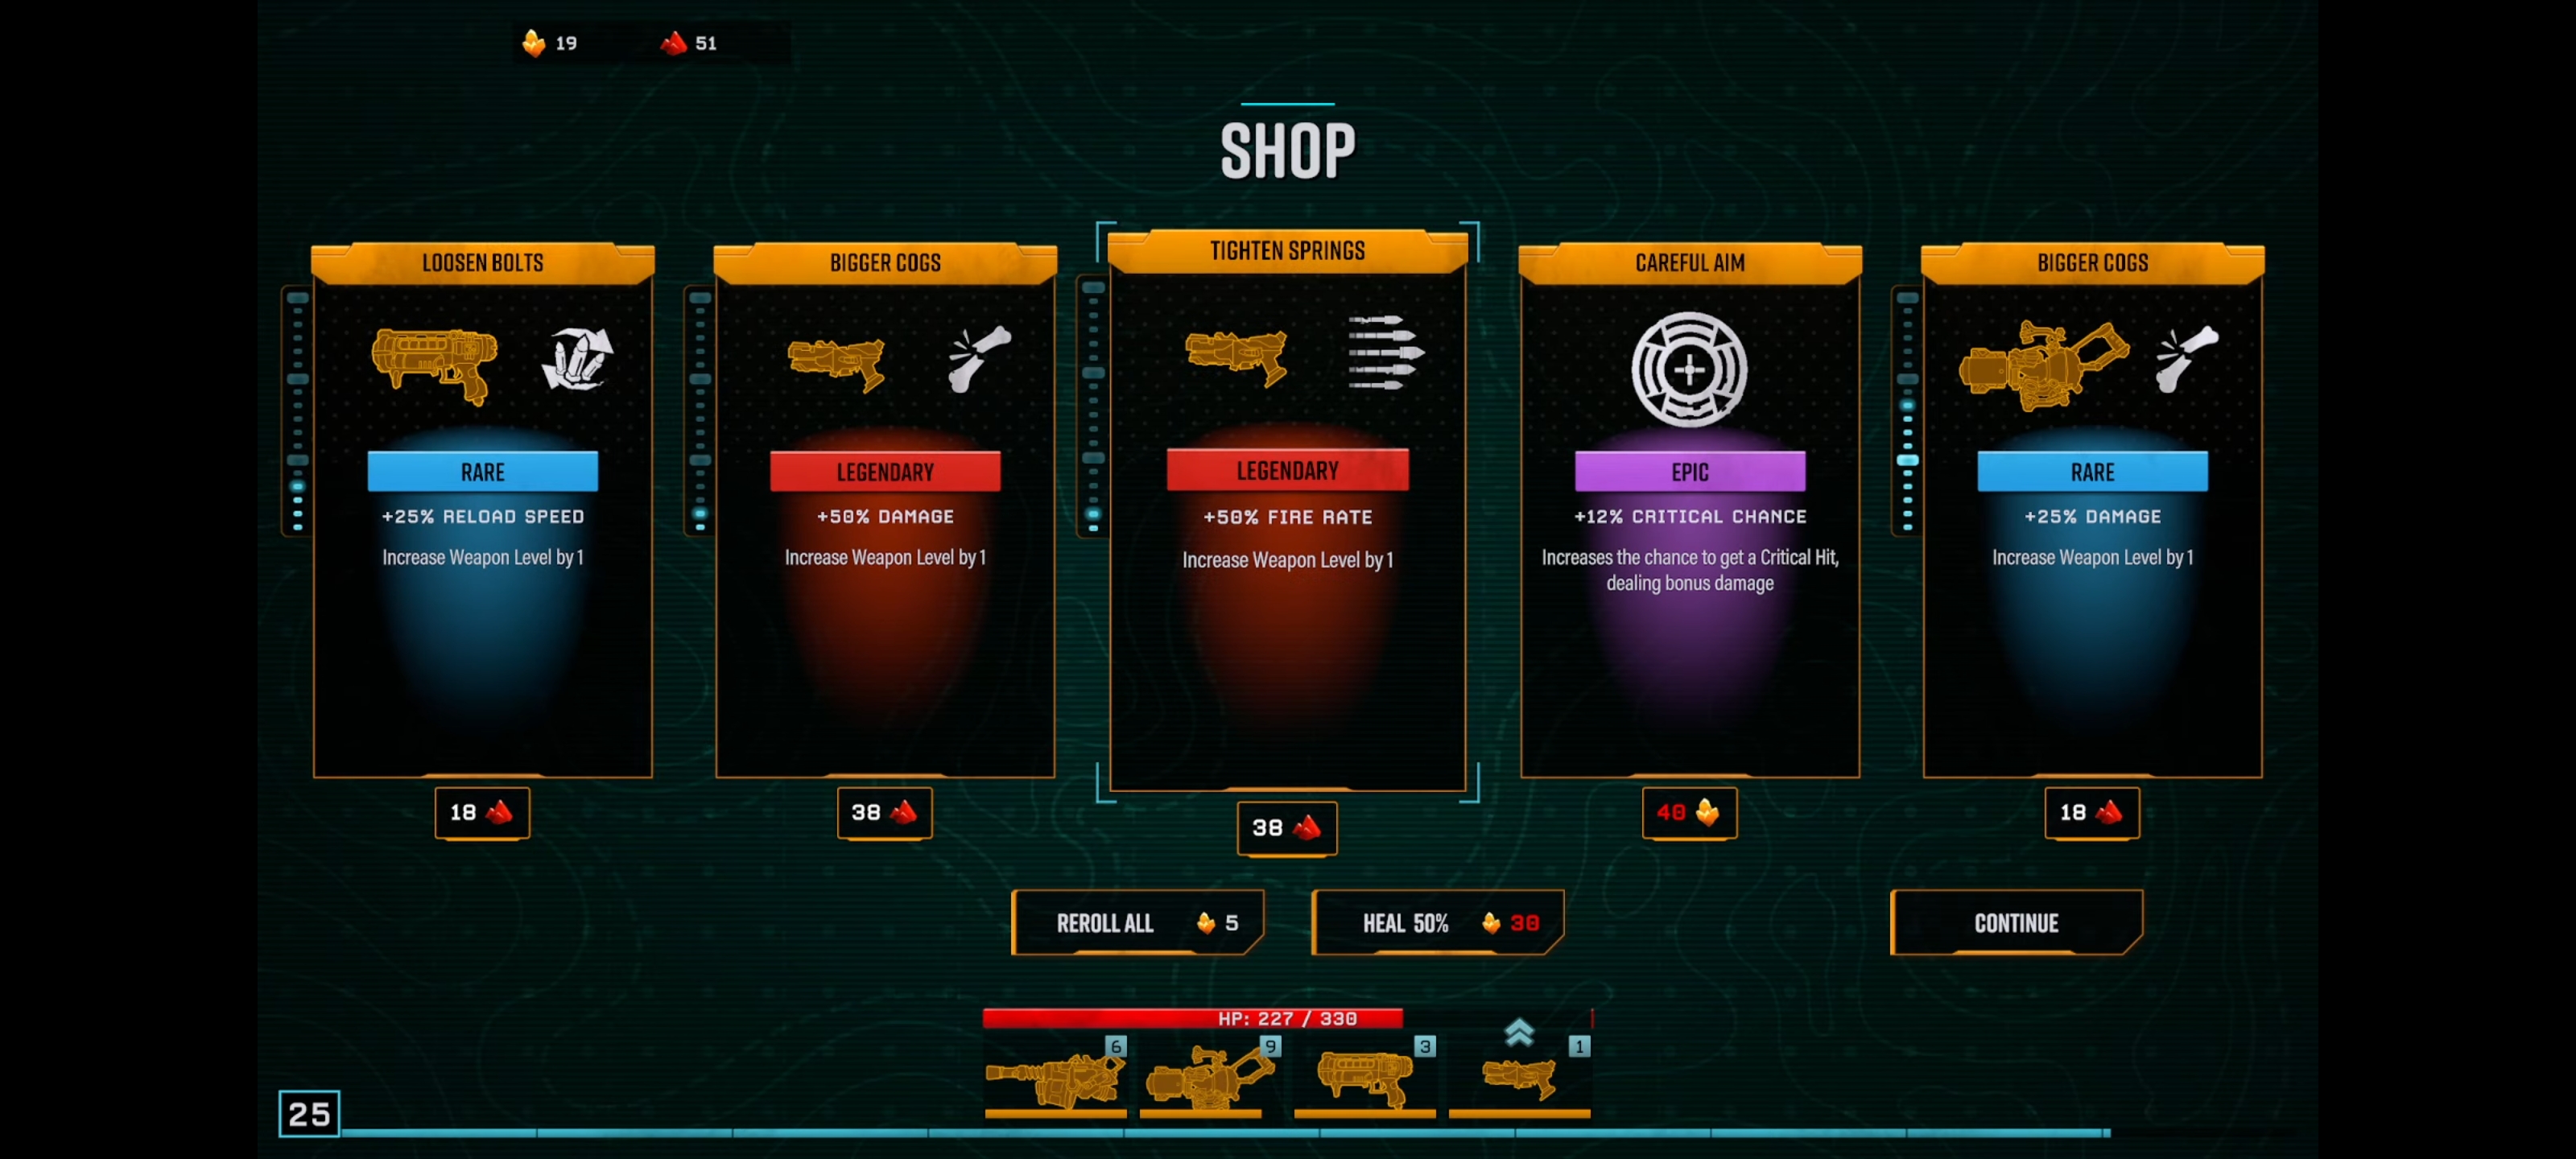 19
51
SHOP
LOOSEN BOLTS
RARE
+25% RELOAD SPEED
Increase Weapon Level by 1
18
BIGGER COGS
LEGENDARY
+50% DAMAGE
Increase Weapon Level by 1
38
TIGHTEN SPRINGS
LEGENDARY
+50% FIRE RATE
Increase Weapon Level by 1
38
CAREFUL AIM
EPIC
+12% CRITICAL CHANCE
Increases the chance to get a Critical Hit,
dealing bonus damage
40
BIGGER COGS
RARE
+25% DAMAGE
Increase Weapon Level by 1
18
REROLL ALL 5
HEAL 50% 30
CONTINUE
HP: 227 / 330
6
9
3
1
25